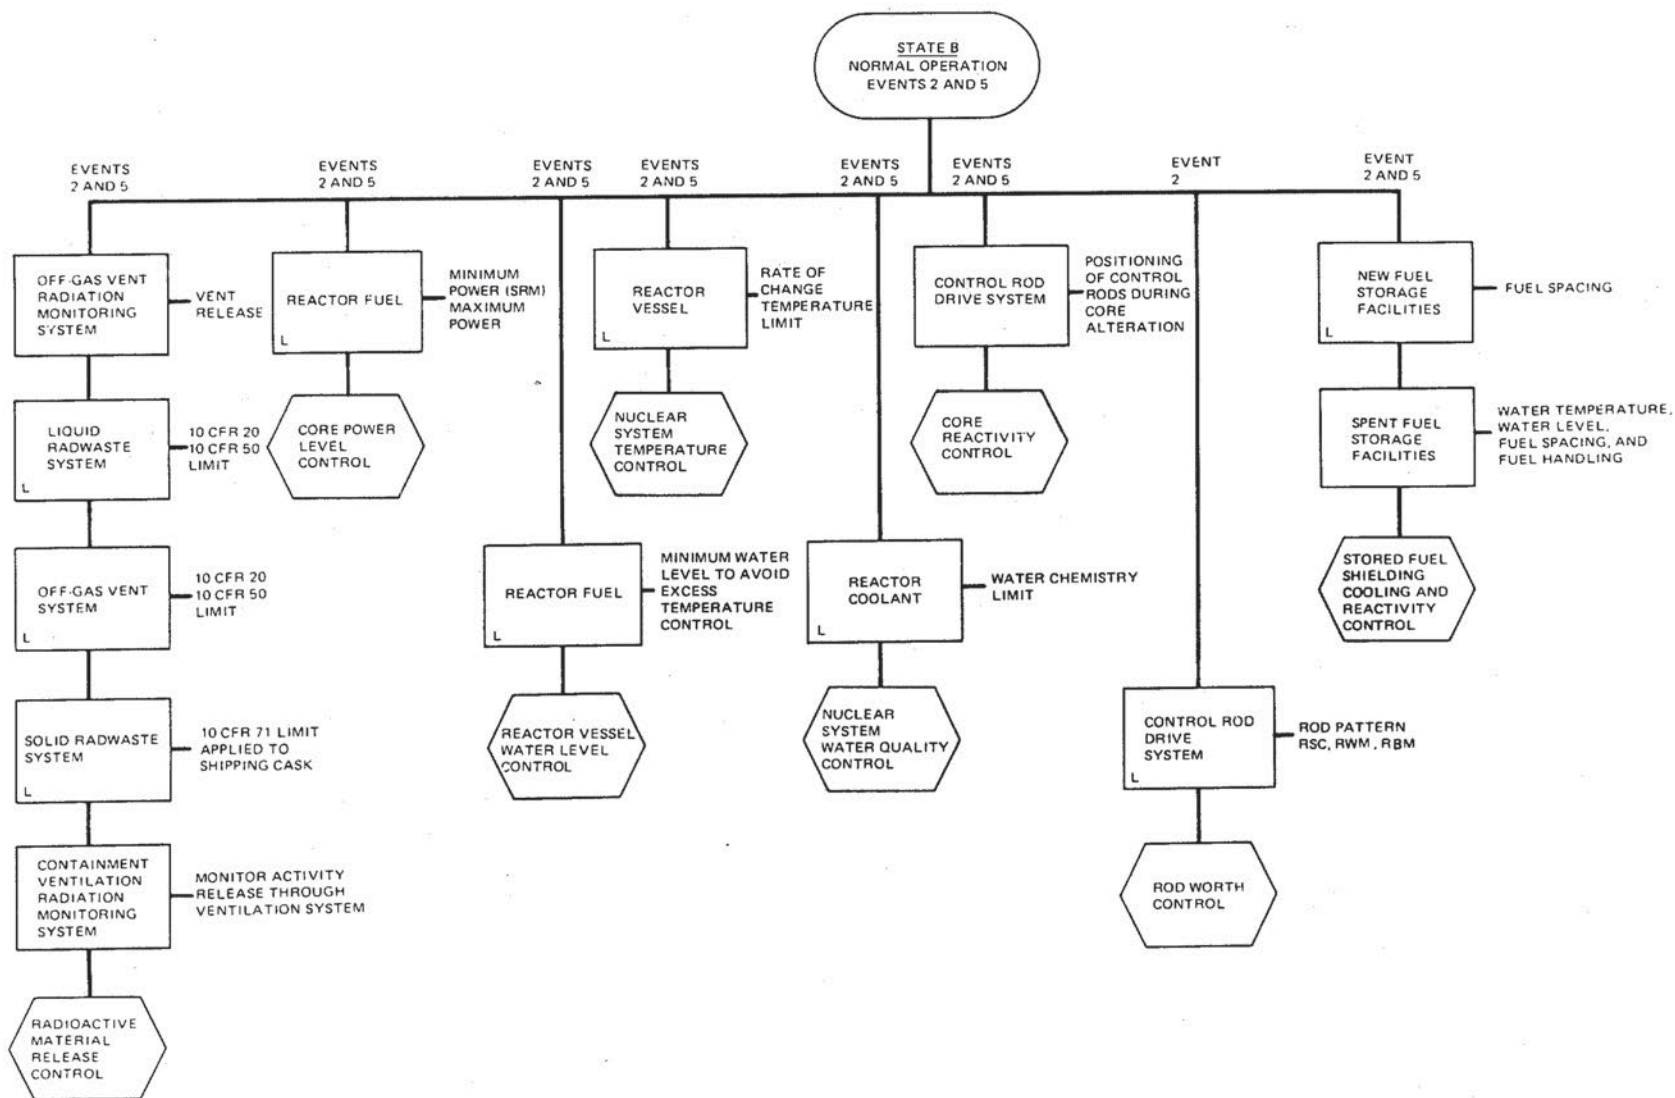 STATE B
NORMAL OPERATION
EVENTS 2 AND 5
EVENTS
2 AND 5
EVENTS
2 AND 5
EVENTS
2 AND 5
EVENTS
2 AND 5
EVENTS
2 AND 5
EVENTS
2 AND 5
EVENT
2
EVENT
2 AND 5
OFF-GAS VENT
RADIATION
MONITORING
SYSTEM
VENT
RELEASE
LIQUID
RADWASTE
SYSTEM
L
10 CFR 20
10 CFR 50
LIMIT
OFF-GAS VENT
SYSTEM
L
10 CFR 20
10 CFR 50
LIMIT
SOLID RADWASTE
SYSTEM
L
10 CFR 71 LIMIT
APPLIED TO
SHIPPING CASK
CONTAINMENT
VENTILATION
RADIATION
MONITORING
SYSTEM
MONITOR ACTIVITY
RELEASE THROUGH
VENTILATION SYSTEM
RADIOACTIVE
MATERIAL
RELEASE
CONTROL
REACTOR FUEL
L
MINIMUM
POWER (SRM)
MAXIMUM
POWER
CORE POWER
LEVEL
CONTROL
REACTOR FUEL
L
MINIMUM WATER
LEVEL TO AVOID
EXCESS
TEMPERATURE
CONTROL
REACTOR VESSEL
WATER LEVEL
CONTROL
REACTOR
VESSEL
L
RATE OF
CHANGE
TEMPERATURE
LIMIT
NUCLEAR
SYSTEM
TEMPERATURE
CONTROL
REACTOR
COOLANT
L
WATER CHEMISTRY
LIMIT
NUCLEAR
SYSTEM
WATER QUALITY
CONTROL
CONTROL ROD
DRIVE SYSTEM
POSITIONING
OF CONTROL
RODS DURING
CORE
ALTERATION
CORE
REACTIVITY
CONTROL
CONTROL ROD
DRIVE
SYSTEM
L
ROD PATTERN
RSC, RWM, RBM
ROD WORTH
CONTROL
NEW FUEL
STORAGE
FACILITIES
L
FUEL SPACING
SPENT FUEL
STORAGE
FACILITIES
WATER TEMPERATURE,
WATER LEVEL,
FUEL SPACING, AND
FUEL HANDLING
STORED FUEL
SHIELDING
COOLING AND
REACTIVITY
CONTROL